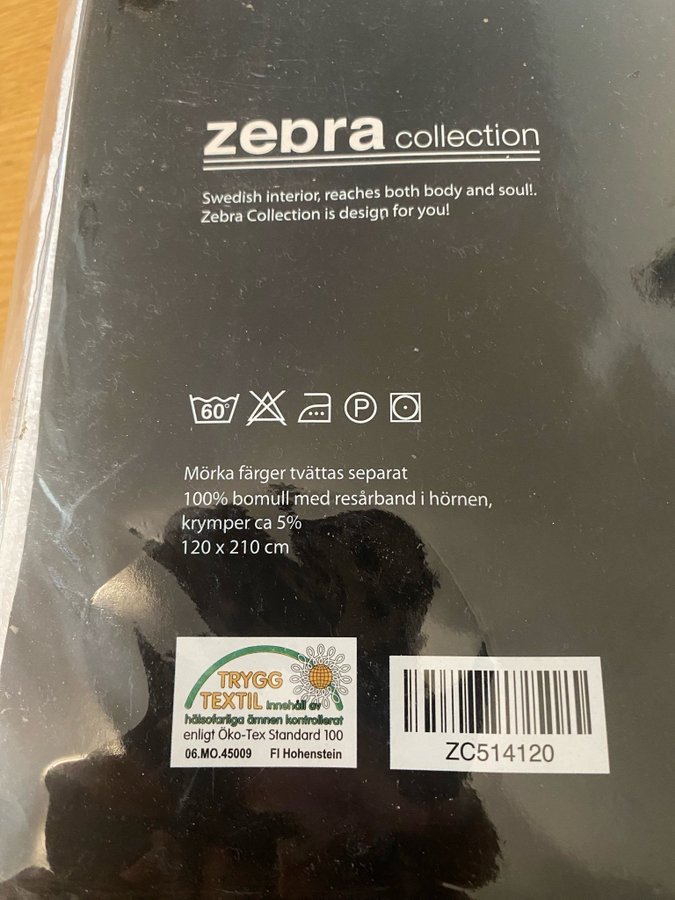 zebra collection
Swedish interior, reaches both body and soul!.
Zebra Collection is design for you!
60°
P
Mörka färger tvättas separat
100% bomull med resårband i hörnen,
krymper ca 5%
120 x 210 cm
TRYGG
TEXTIL innehåll av
hälsofarliga ämnen kontrollerat
enligt Öko-Tex Standard 100
06.MO.45009 FI Hohenstein
ZC514120